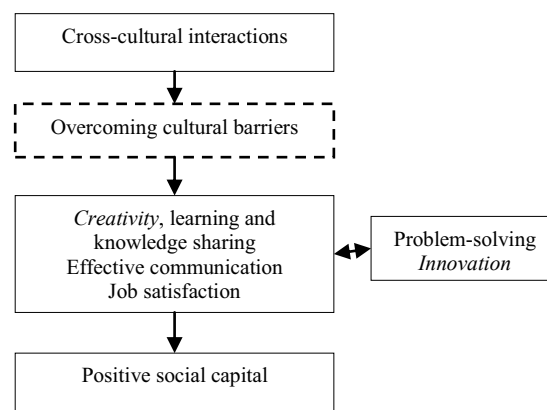 Cross-cultural interactions
Overcoming cultural barriers
Creativity, learning and
knowledge sharing
Effective communication
Job satisfaction
Problem-solving
Innovation
Positive social capital